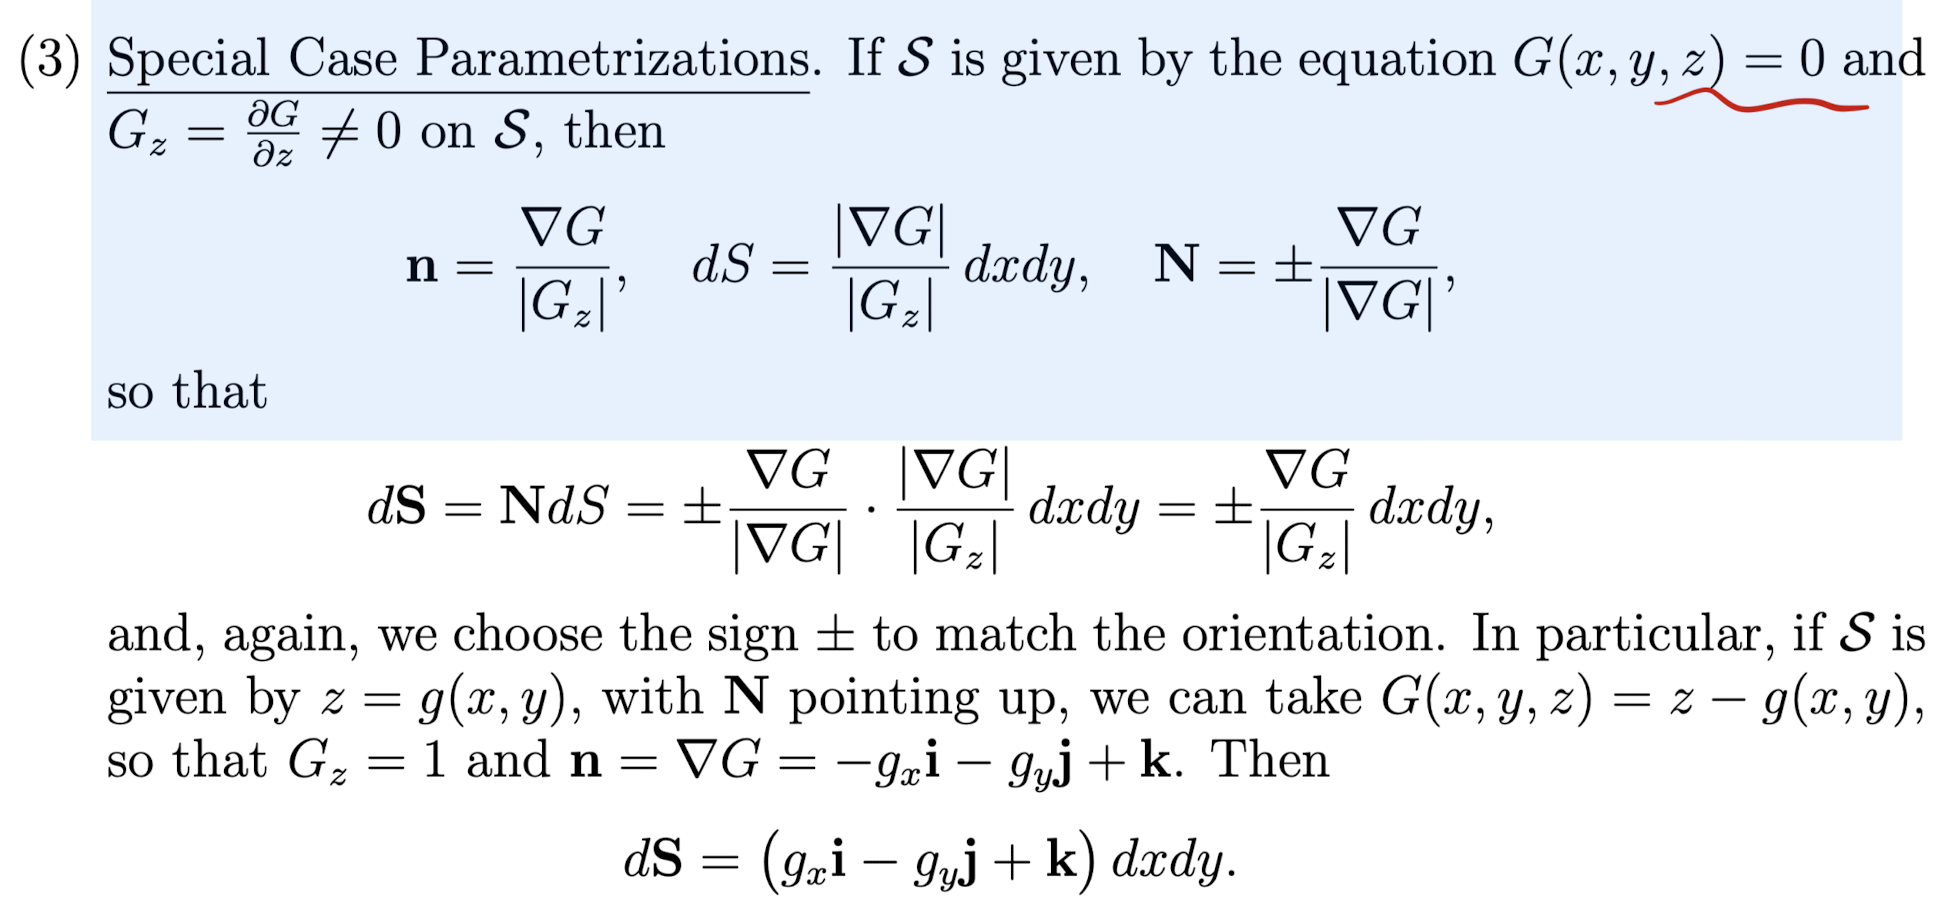 (3) Special Case Parametrizations. If 𝒮 is given by the equation G(x, y, z) = 0 and
G_z = ∂G/∂z ≠ 0 on 𝒮, then
n = ∇G/|G_z|, dS = |∇G|/|G_z| dxdy, N = ±∇G/|∇G|,
so that
d𝐒 = NdS = ±∇G/|∇G| · |∇G|/|G_z| dxdy = ±∇G/|G_z| dxdy,
and, again, we choose the sign ± to match the orientation. In particular, if 𝒮 is
given by z = g(x, y), with N pointing up, we can take G(x, y, z) = z − g(x, y),
so that G_z = 1 and n = ∇G = −g_x i − g_y j + k. Then
d𝐒 = (g_x i − g_y j + k) dxdy.